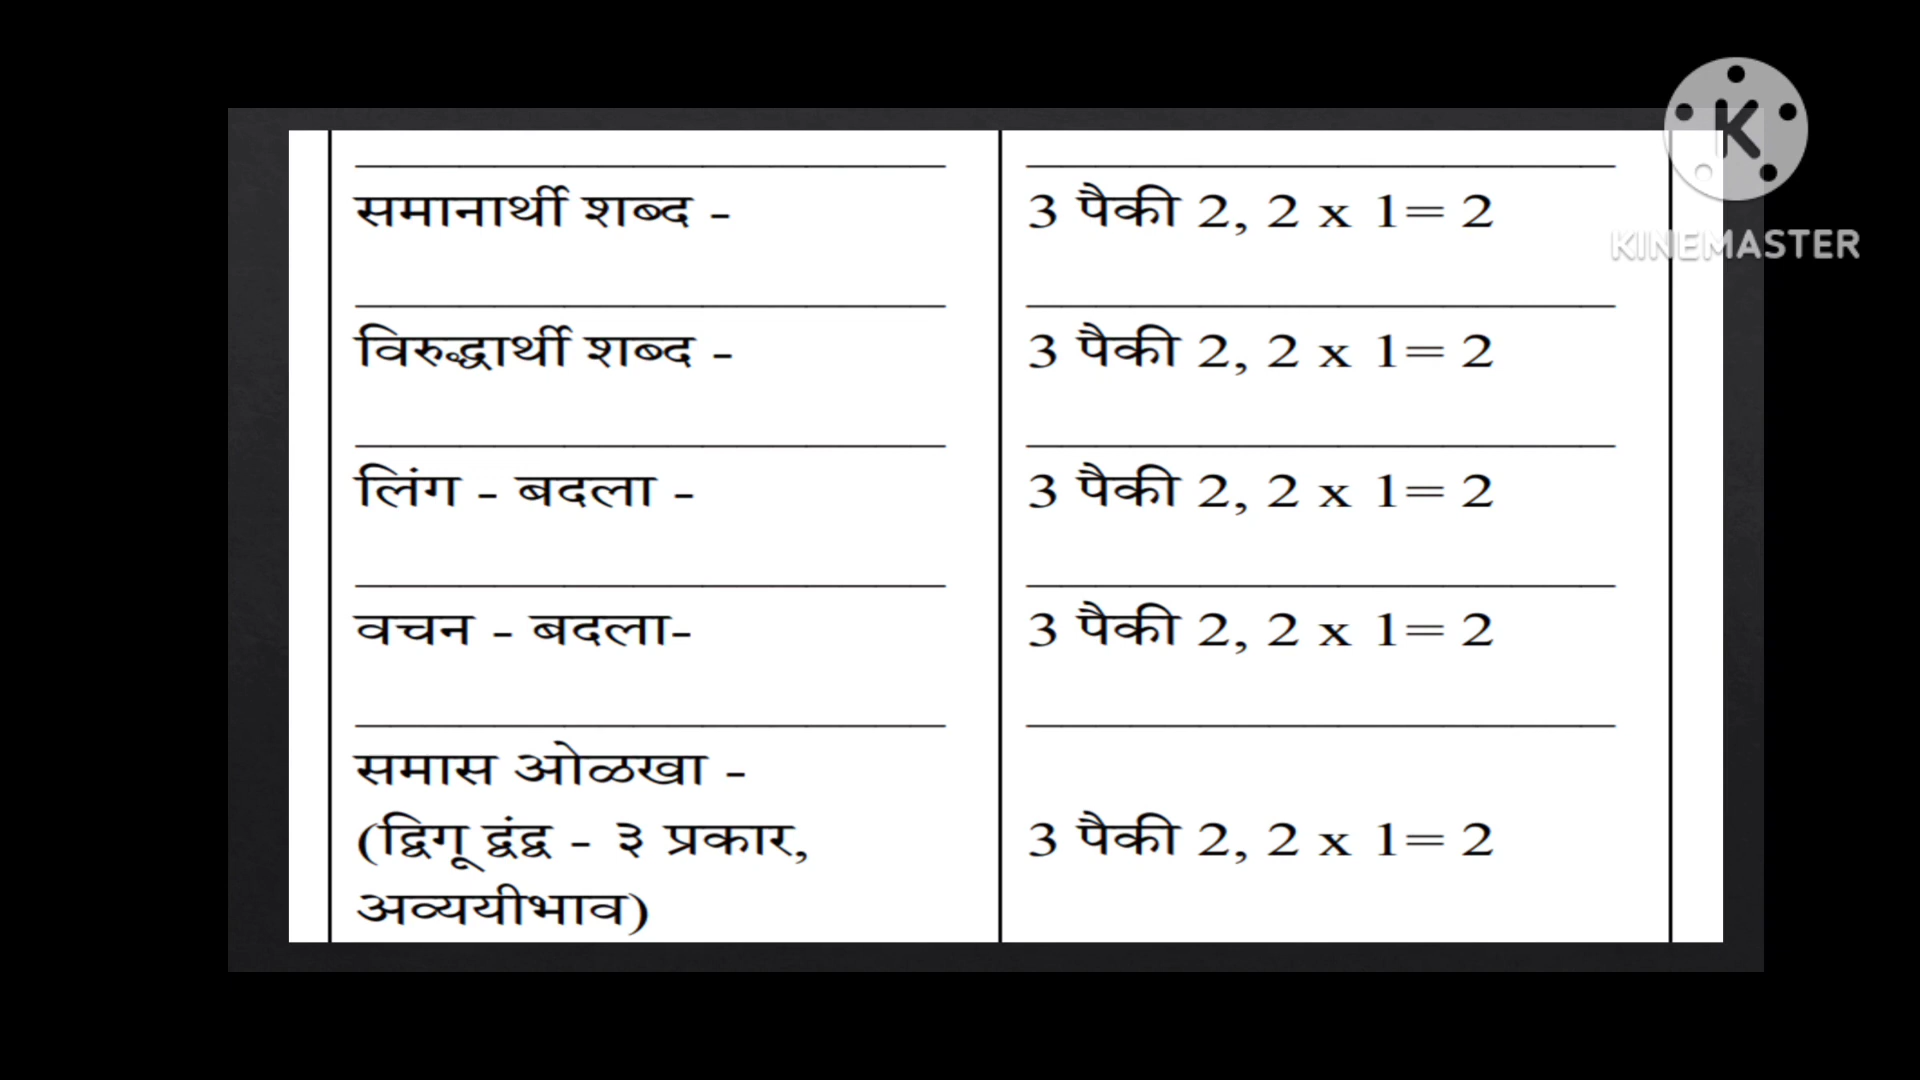 समानार्थी शब्द - 3 पैकी 2, 2 x 1= 2
विरुद्धार्थी शब्द - 3 पैकी 2, 2 x 1= 2
लिंग - बदला - 3 पैकी 2, 2 x 1= 2
वचन - बदला- 3 पैकी 2, 2 x 1= 2
समास ओळखा -
(द्विगू द्वंद्व - ३ प्रकार, 3 पैकी 2, 2 x 1= 2
अव्ययीभाव)
K
KINEMASTER